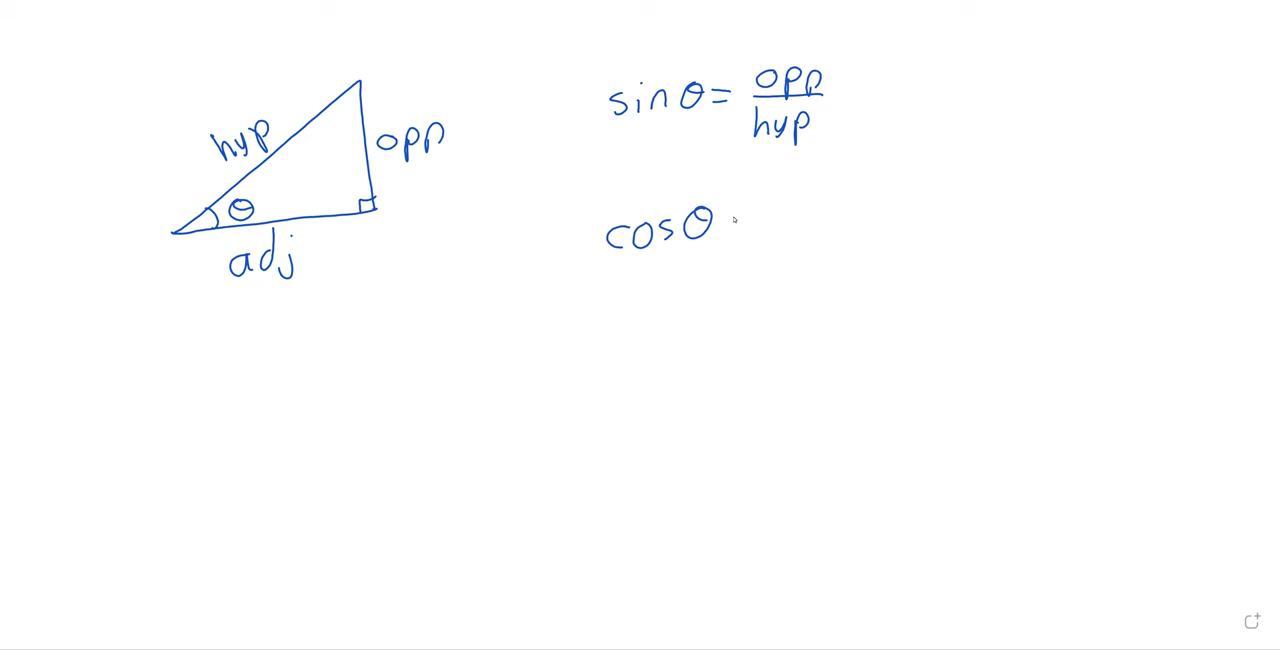 hyp
opp
θ
adj
sinθ = opp/hyp
cosθ